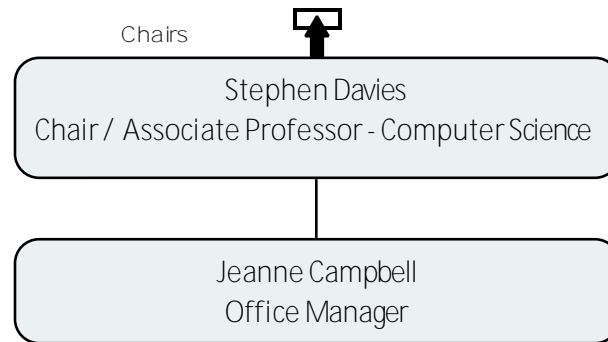 Chairs
Stephen Davies
Chair / Associate Professor - Computer Science
Jeanne Campbell
Office Manager